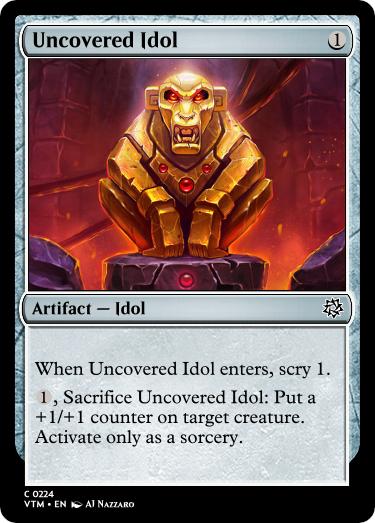 Uncovered Idol 1
Artifact — Idol
When Uncovered Idol enters, scry 1.
1, Sacrifice Uncovered Idol: Put a
+1/+1 counter on target creature.
Activate only as a sorcery.
C 0224
VTM • EN Al Nazzaro